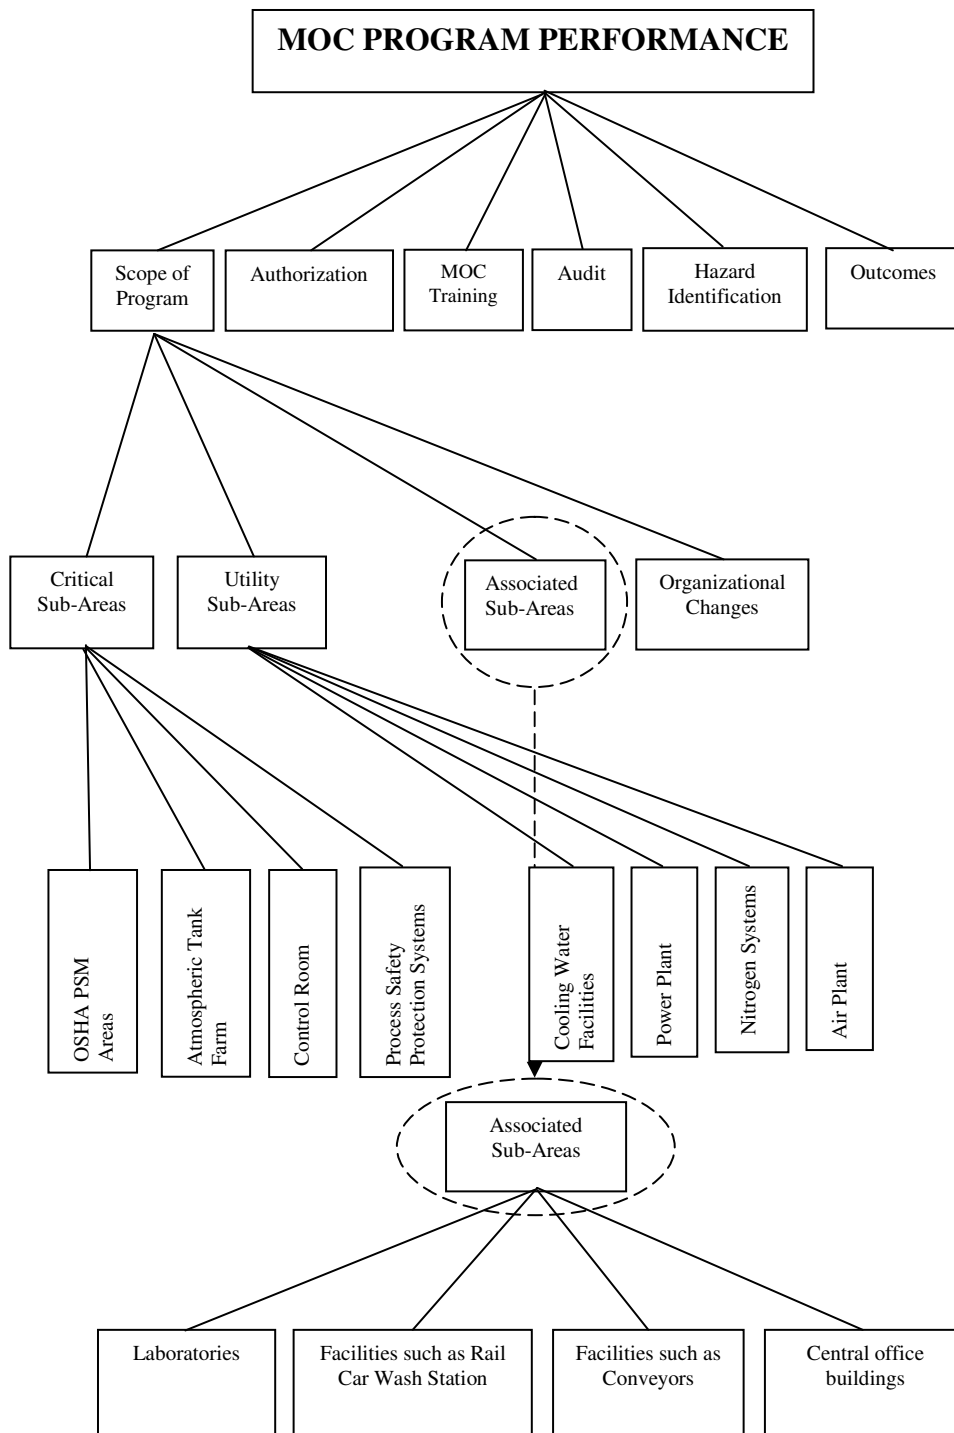 MOC PROGRAM PERFORMANCE
Scope of
Program
Authorization
MOC
Training
Audit
Hazard
Identification
Outcomes
Critical
Sub-Areas
Utility
Sub-Areas
Associated
Sub-Areas
Organizational
Changes
OSHA PSM
Areas
Atmospheric Tank
Farm
Control Room
Process Safety
Protection Systems
Cooling Water
Facilities
Power Plant
Nitrogen Systems
Air Plant
Associated
Sub-Areas
Laboratories
Facilities such as Rail
Car Wash Station
Facilities such as
Conveyors
Central office
buildings